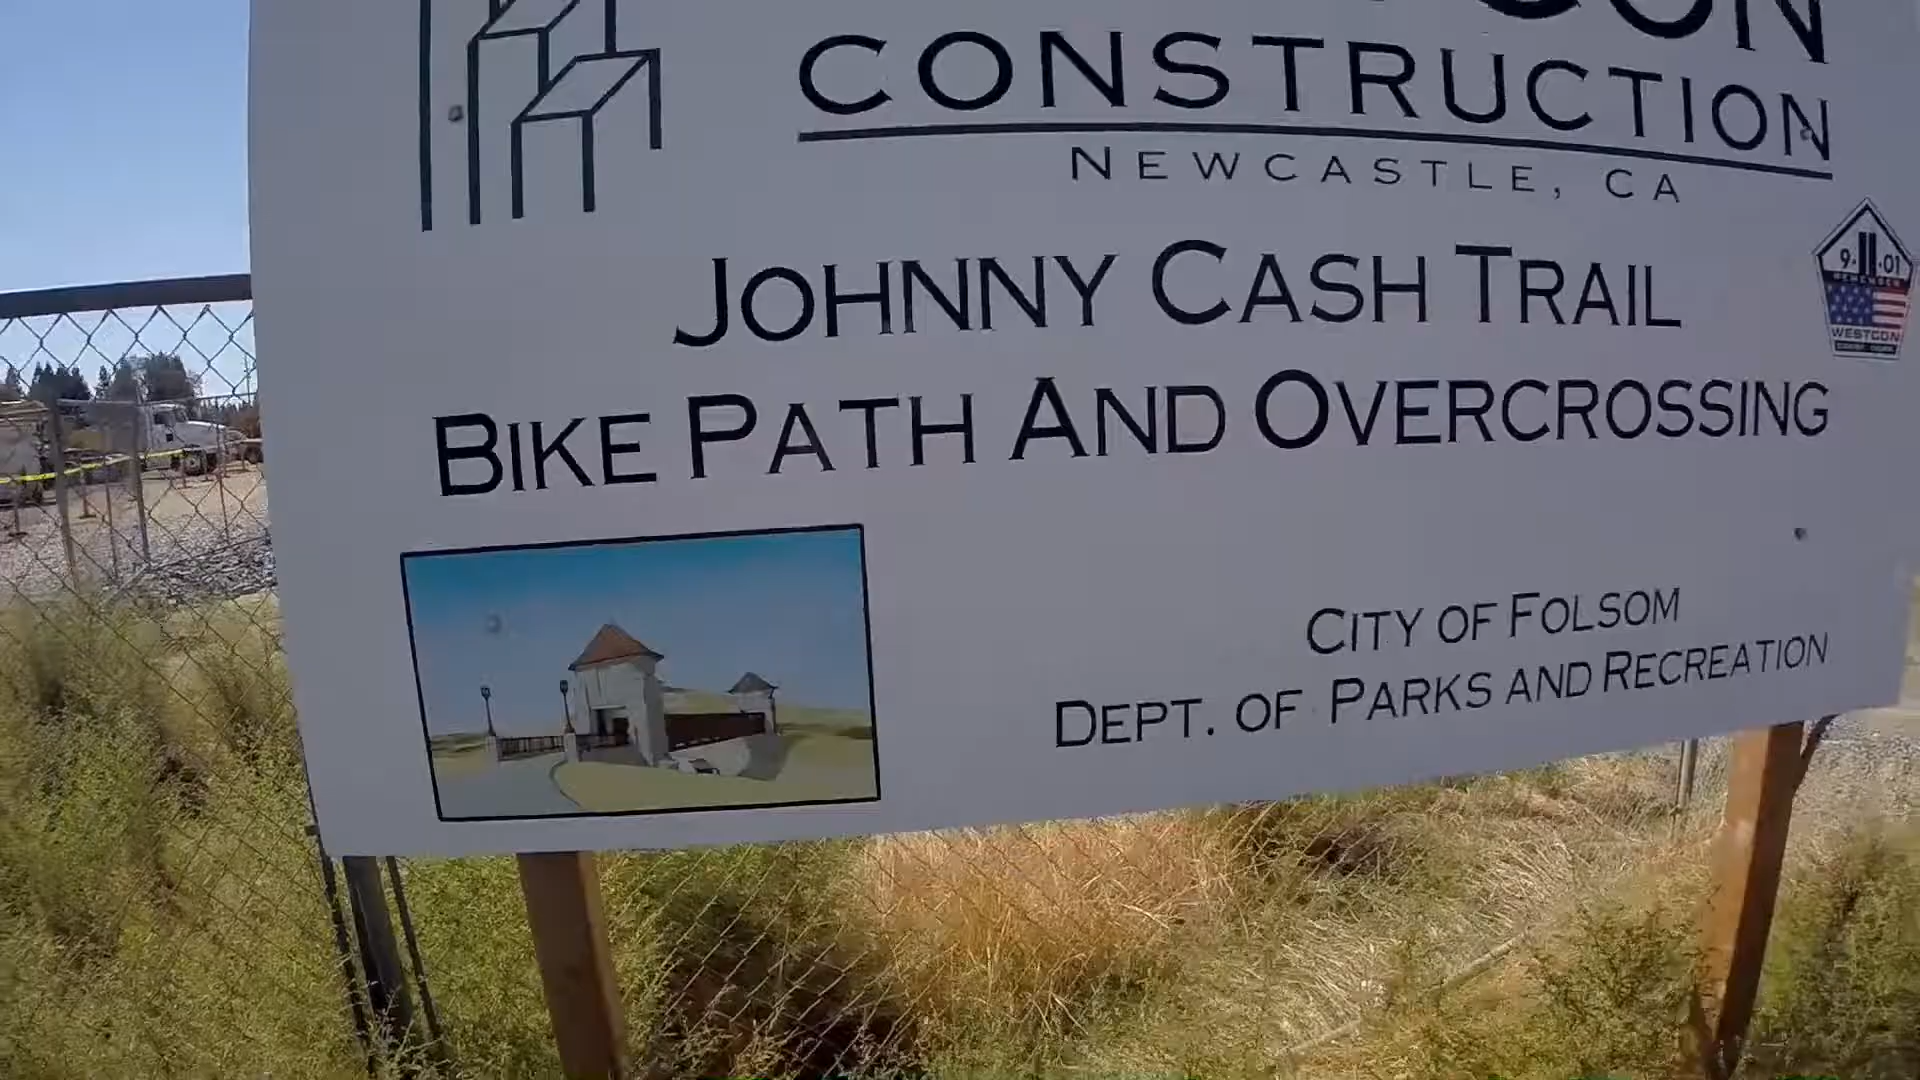 CONSTRUCTION
NEWCASTLE, CA
JOHNNY CASH TRAIL
BIKE PATH AND OVERCROSSING
9-11-01
REMEMBER
WESTCON
CITY OF FOLSOM
DEPT. OF PARKS AND RECREATION